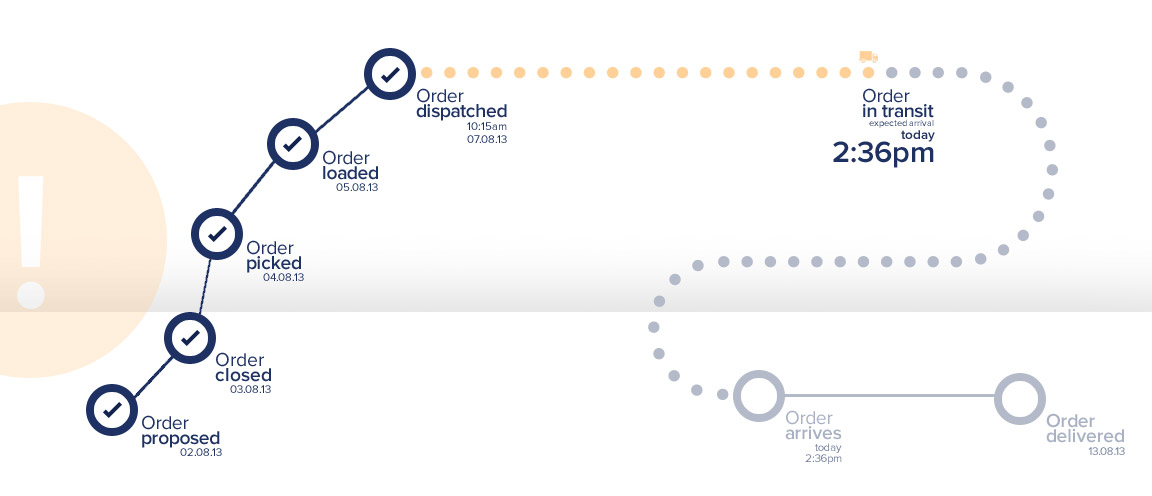 Order
dispatched
10:15am
07.08.13
Order
in transit
expected arrival
today
2:36pm
Order
loaded
05.08.13
Order
picked
04.08.13
!
Order
closed
03.08.13
Order
proposed
02.08.13
Order
arrives
today
2:36pm
Order
delivered
13.08.13